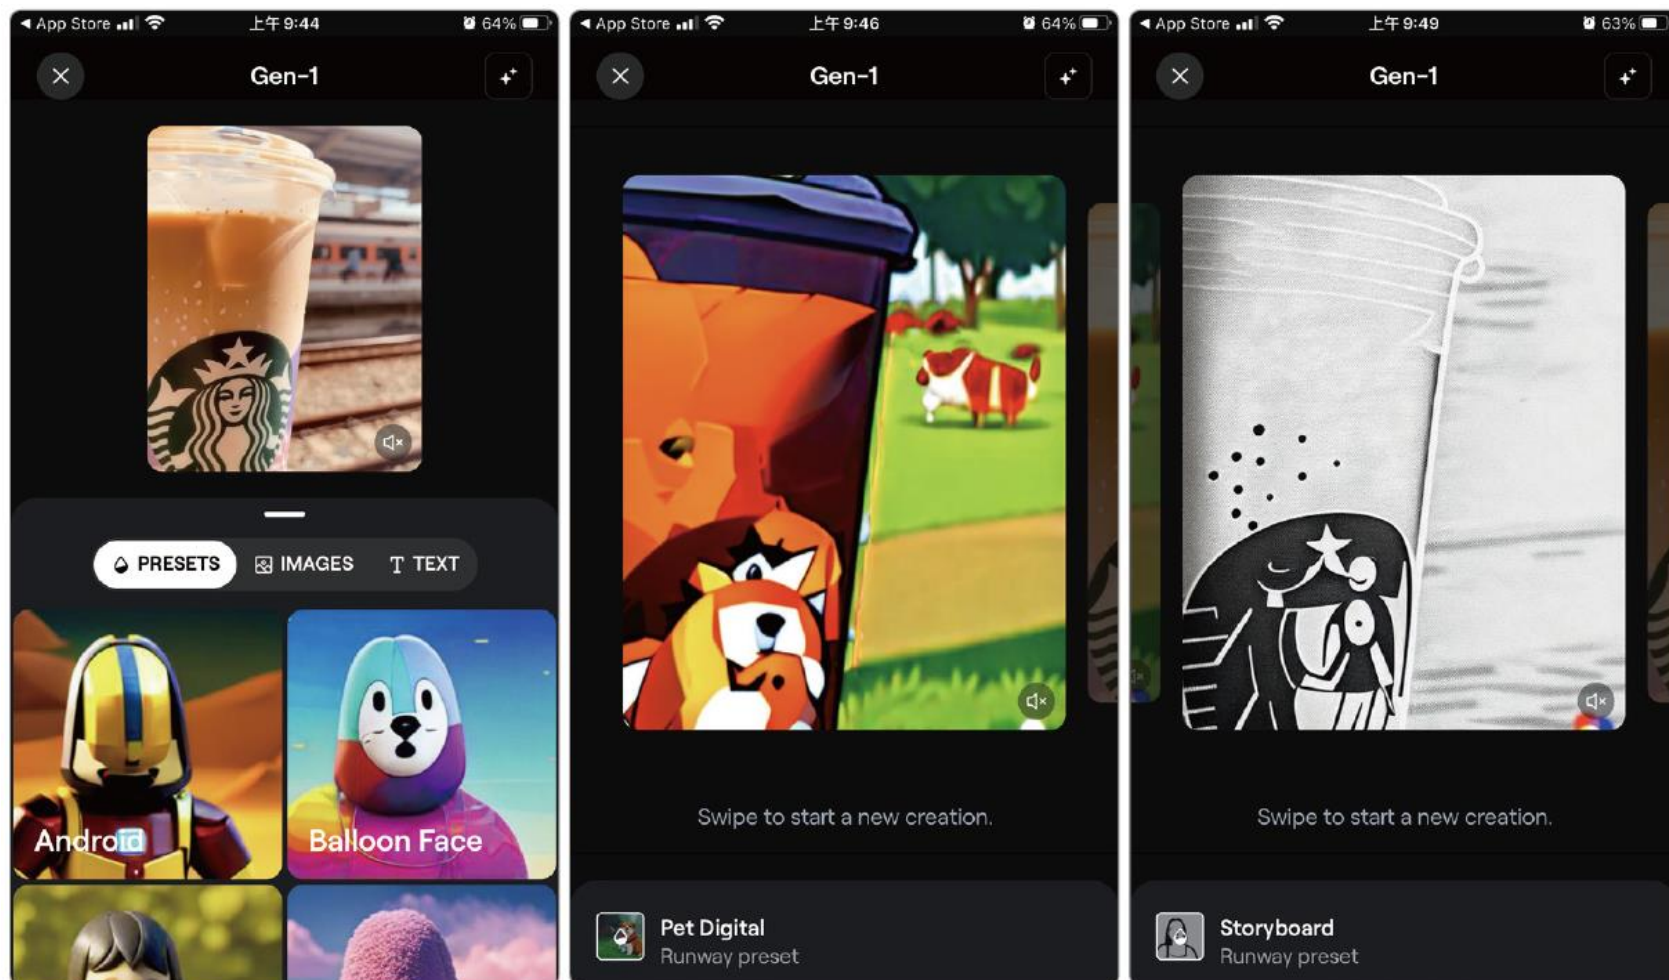 App Store
上午 9:44
64%
Gen-1
PRESETS
IMAGES
TEXT
Android
Balloon Face
App Store
上午 9:46
64%
Gen-1
Swipe to start a new creation.
Pet Digital
Runway preset
App Store
上午 9:49
63%
Gen-1
Swipe to start a new creation.
Storyboard
Runway preset